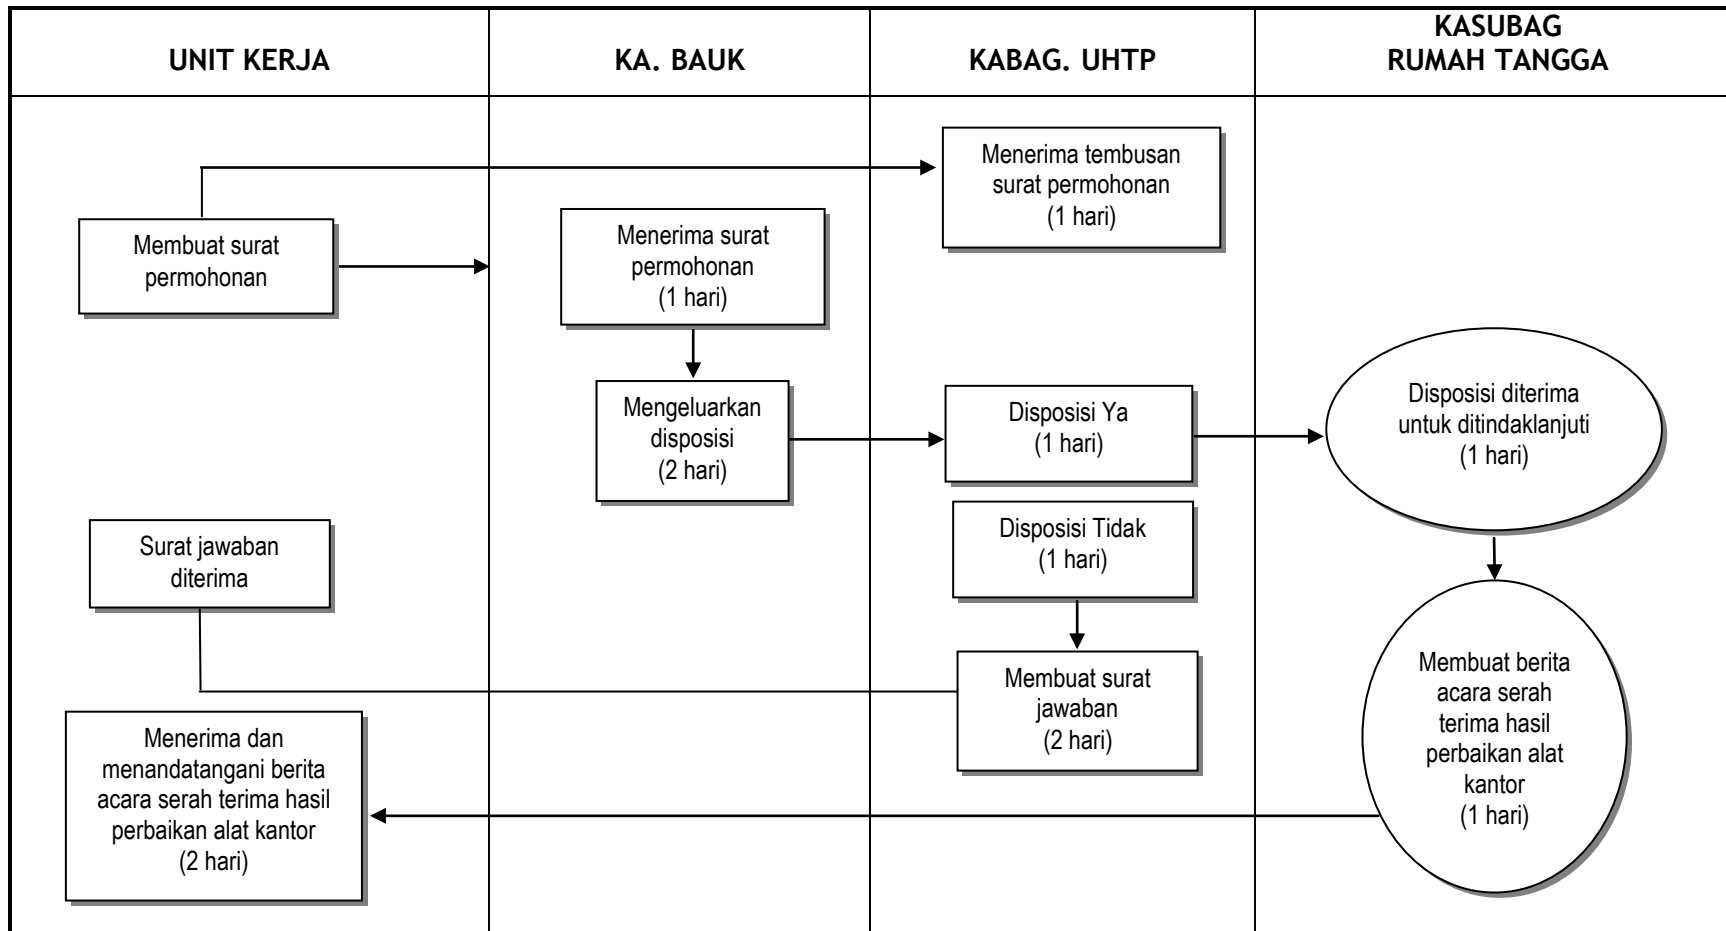 UNIT KERJA
KA. BAUK
KABAG. UHTP
KASUBAG
RUMAH TANGGA
Menerima tembusan
surat permohonan
(1 hari)
Membuat surat
permohonan
Menerima surat
permohonan
(1 hari)
Mengeluarkan
disposisi
(2 hari)
Disposisi Ya
(1 hari)
Disposisi diterima
untuk ditindaklanjuti
(1 hari)
Disposisi Tidak
(1 hari)
Surat jawaban
diterima
Membuat surat
jawaban
(2 hari)
Membuat berita
acara serah
terima hasil
perbaikan alat
kantor
(1 hari)
Menerima dan
menandatangani berita
acara serah terima hasil
perbaikan alat kantor
(2 hari)